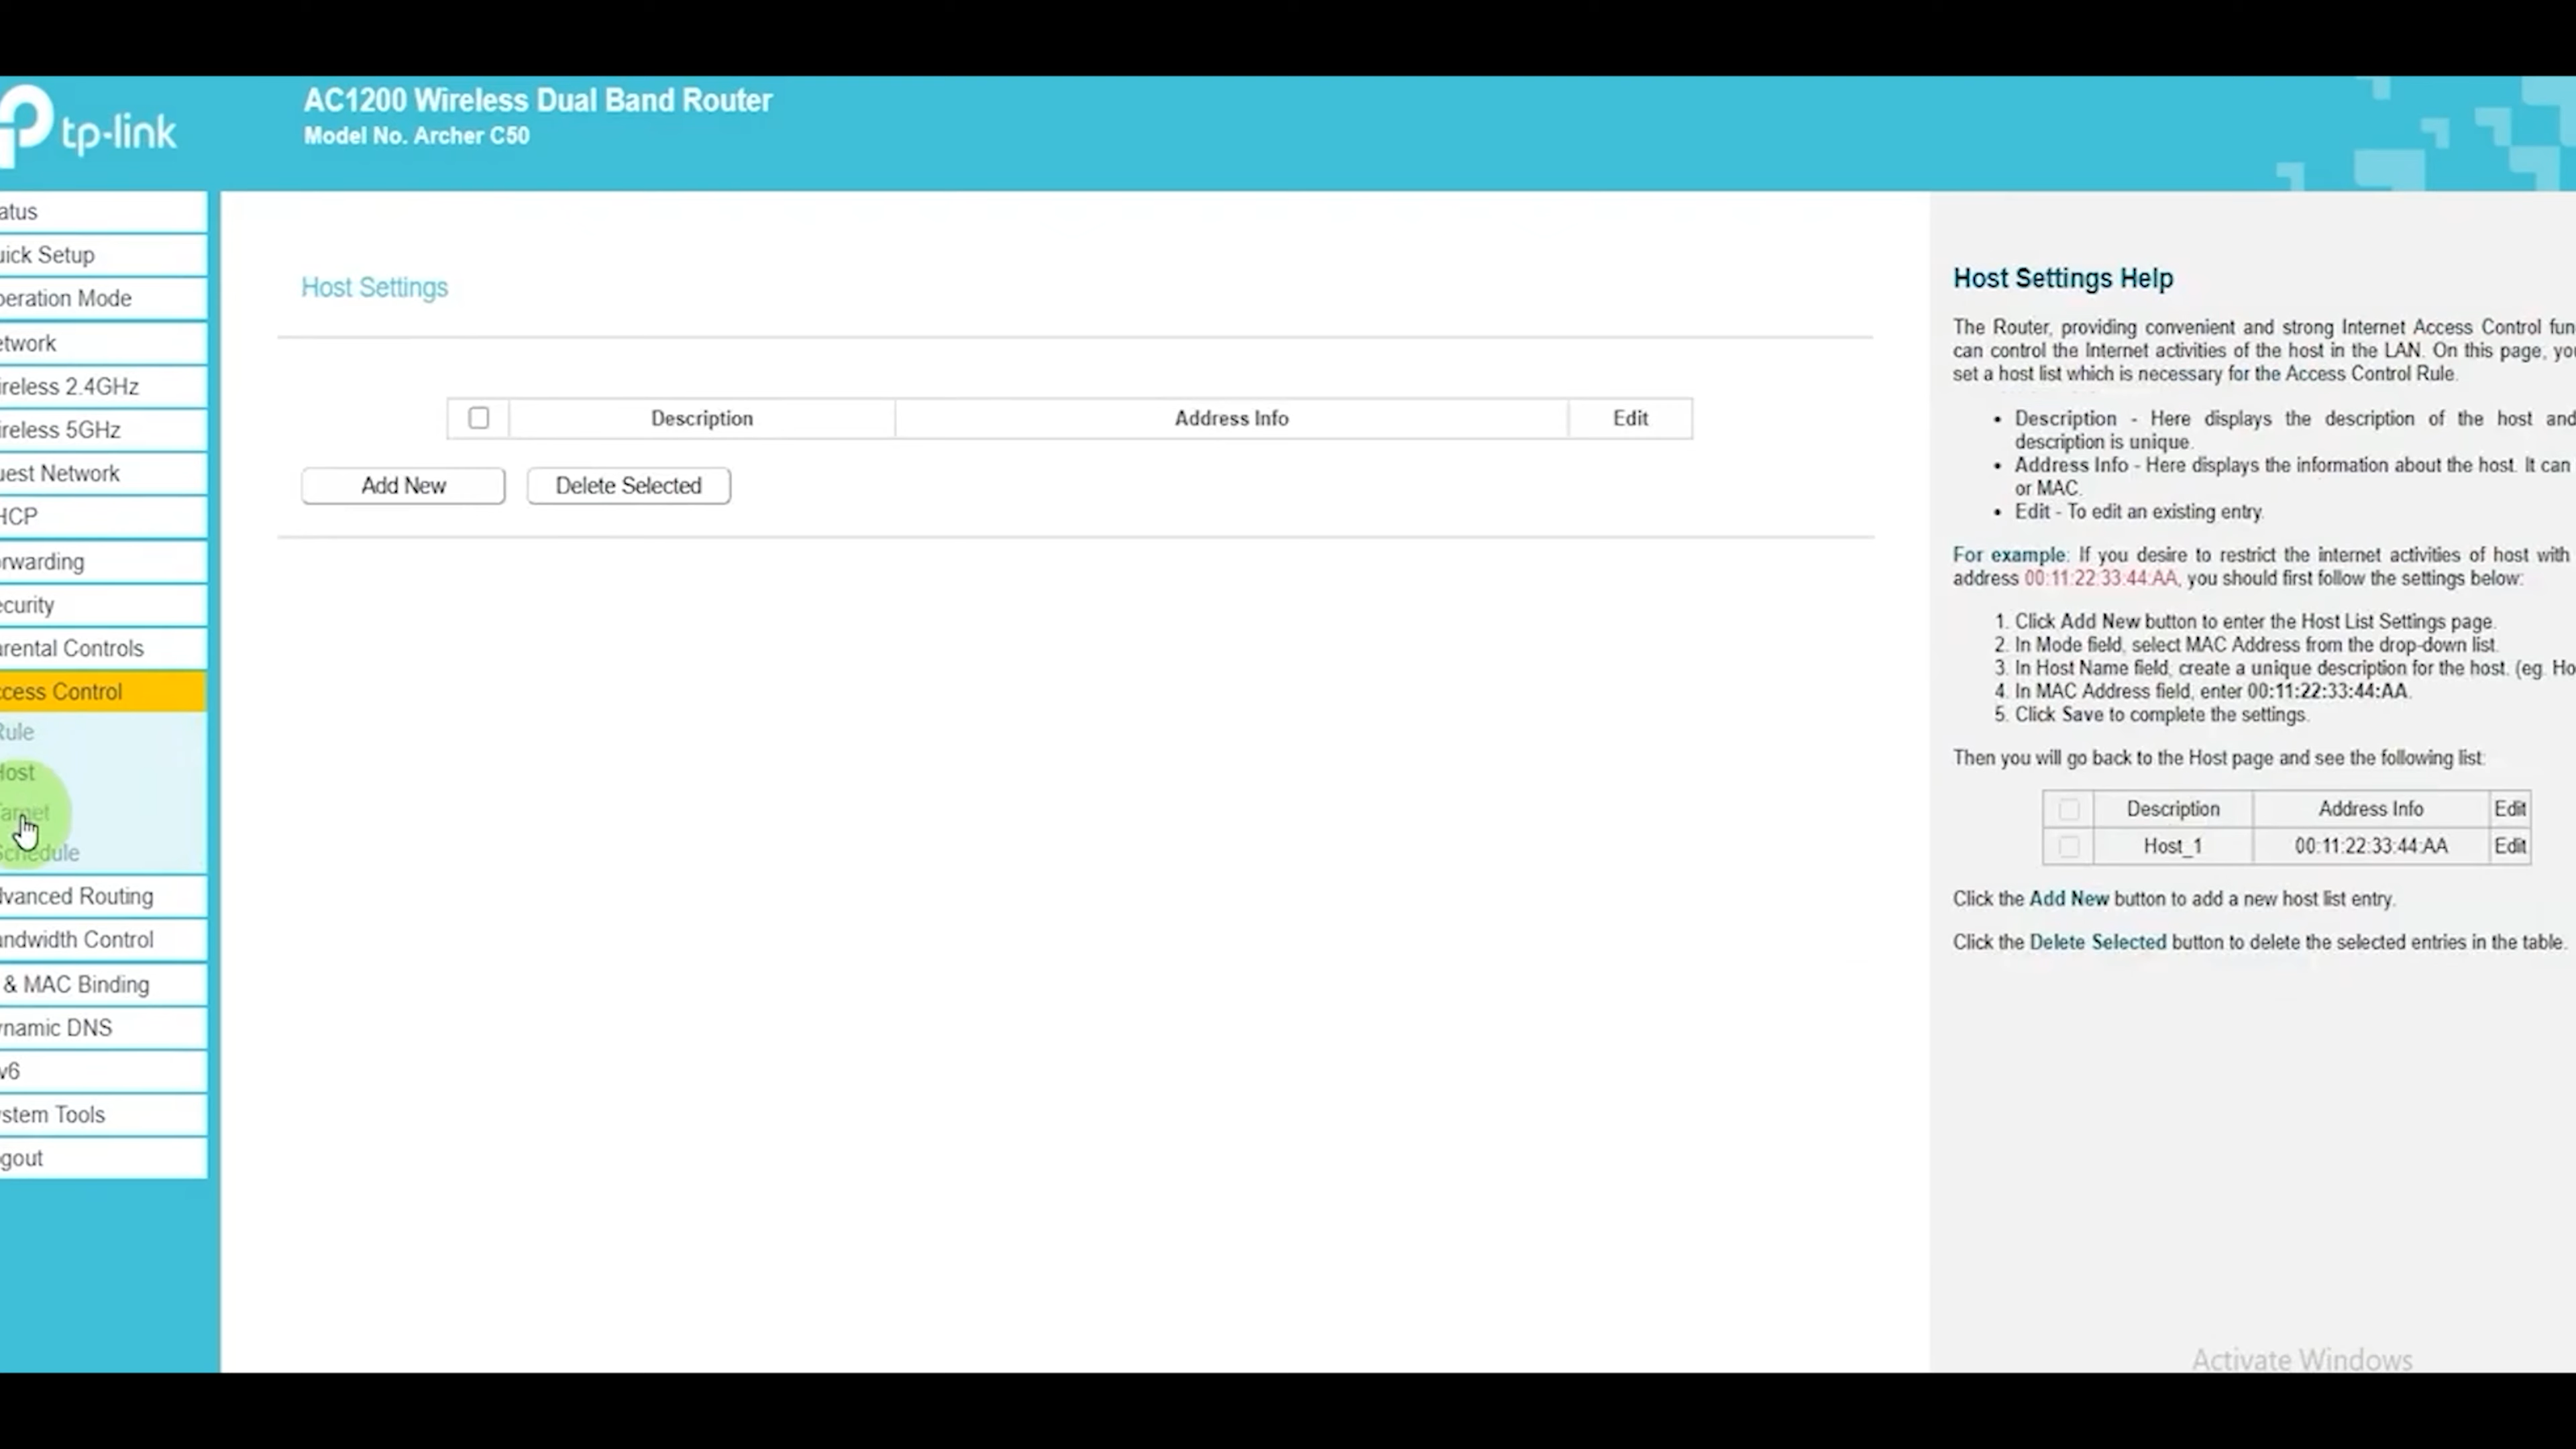 tp-link
AC1200 Wireless Dual Band Router
Model No. Archer C50
atus
uick Setup
peration Mode
etwork
ireless 2.4GHz
ireless 5GHz
uest Network
HCP
orwarding
ecurity
arental Controls
ccess Control
Rule
Host
Target
Schedule
dvanced Routing
andwidth Control
& MAC Binding
ynamic DNS
v6
ystem Tools
gout
Host Settings
Description Address Info Edit
Add New Delete Selected
Host Settings Help
The Router, providing convenient and strong Internet Access Control fun
can control the Internet activities of the host in the LAN. On this page, yo
set a host list which is necessary for the Access Control Rule.
• Description - Here displays the description of the host and
description is unique.
• Address Info - Here displays the information about the host. It can
or MAC.
• Edit - To edit an existing entry.
For example: If you desire to restrict the internet activities of host with
address 00:11:22:33:44:AA, you should first follow the settings below:
1. Click Add New button to enter the Host List Settings page.
2. In Mode field, select MAC Address from the drop-down list.
3. In Host Name field, create a unique description for the host. (eg. Ho
4. In MAC Address field, enter 00:11:22:33:44:AA.
5. Click Save to complete the settings.
Then you will go back to the Host page and see the following list:
Description Address Info Edit
Host_1 00:11:22:33:44:AA Edit
Click the Add New button to add a new host list entry.
Click the Delete Selected button to delete the selected entries in the table.
Activate Windows